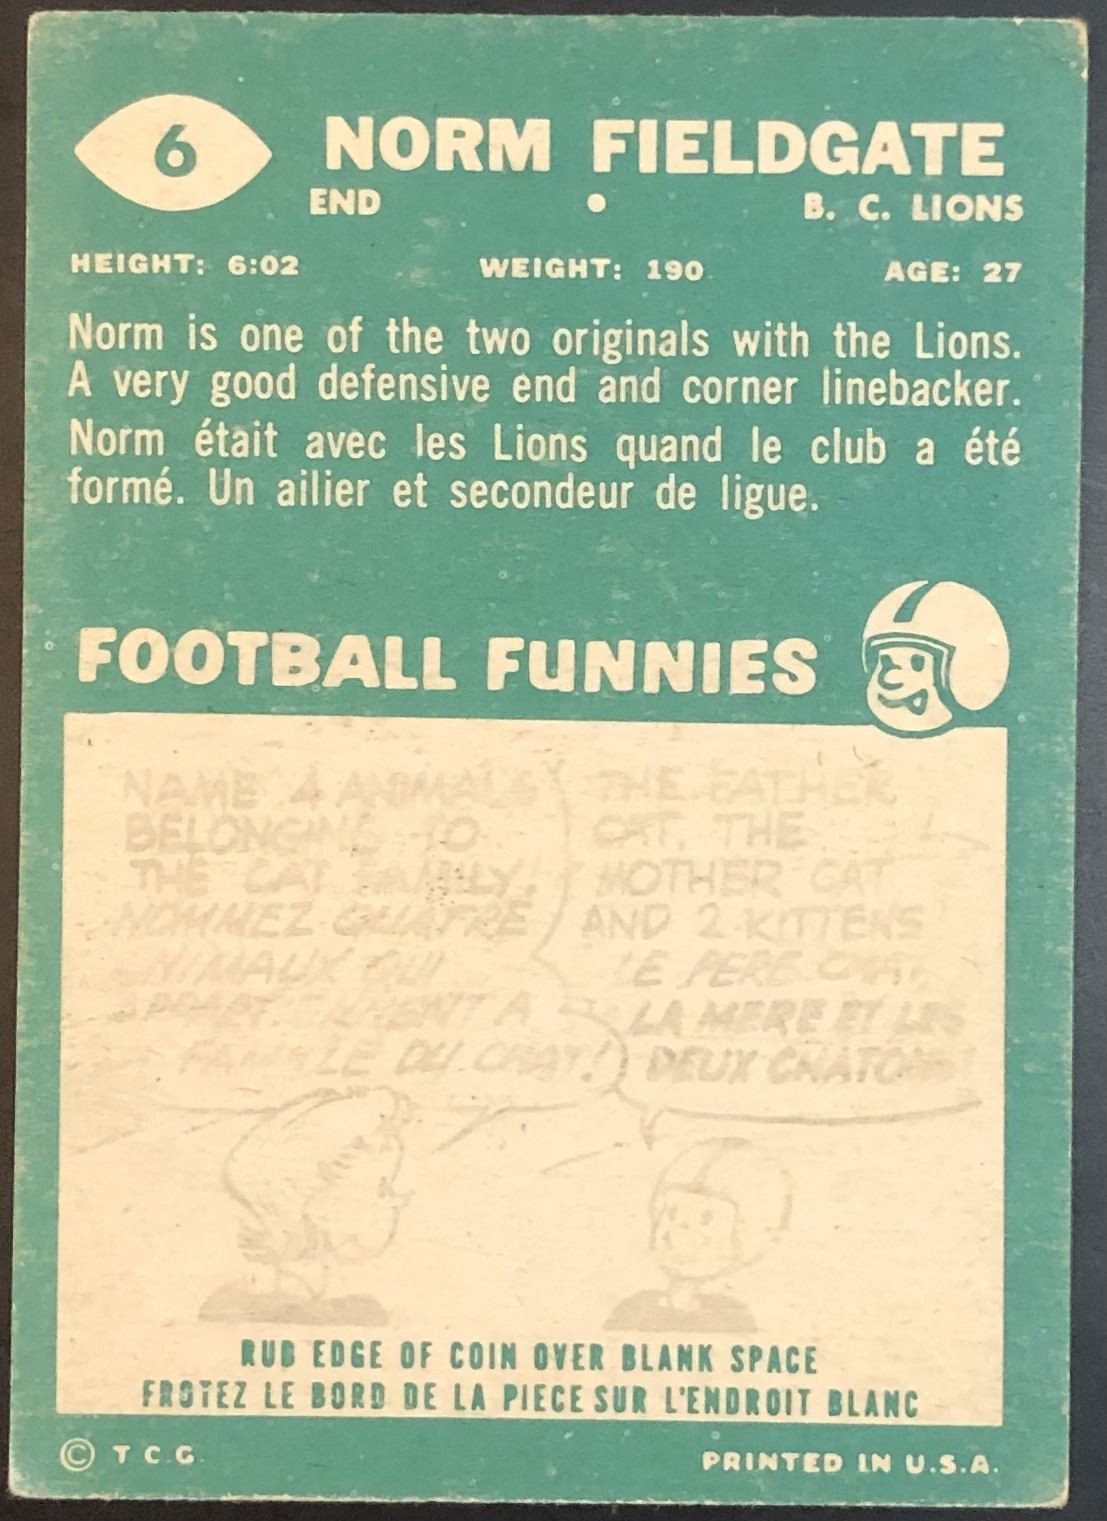 6
NORM FIELDGATE
END • B. C. LIONS
HEIGHT: 6:02 WEIGHT: 190 AGE: 27
Norm is one of the two originals with the Lions.
A very good defensive end and corner linebacker.
Norm était avec les Lions quand le club a été
formé. Un ailier et secondeur de ligue.
FOOTBALL FUNNIES
NAME 4 ANIMALS
BELONGING TO
THE CAT FAMILY!
NOMMEZ QUATRE
NIMAUX QUI
APPARTIENNENT A
FAMILLE DU CHAT!
THE FATHER
CAT, THE
MOTHER CAT
AND 2 KITTENS
LE PERE CHAT,
LA MERE ET LES
DEUX CHATONS
RUB EDGE OF COIN OVER BLANK SPACE
FROTEZ LE BORD DE LA PIECE SUR L'ENDROIT BLANC
© T.C.G. PRINTED IN U.S.A.